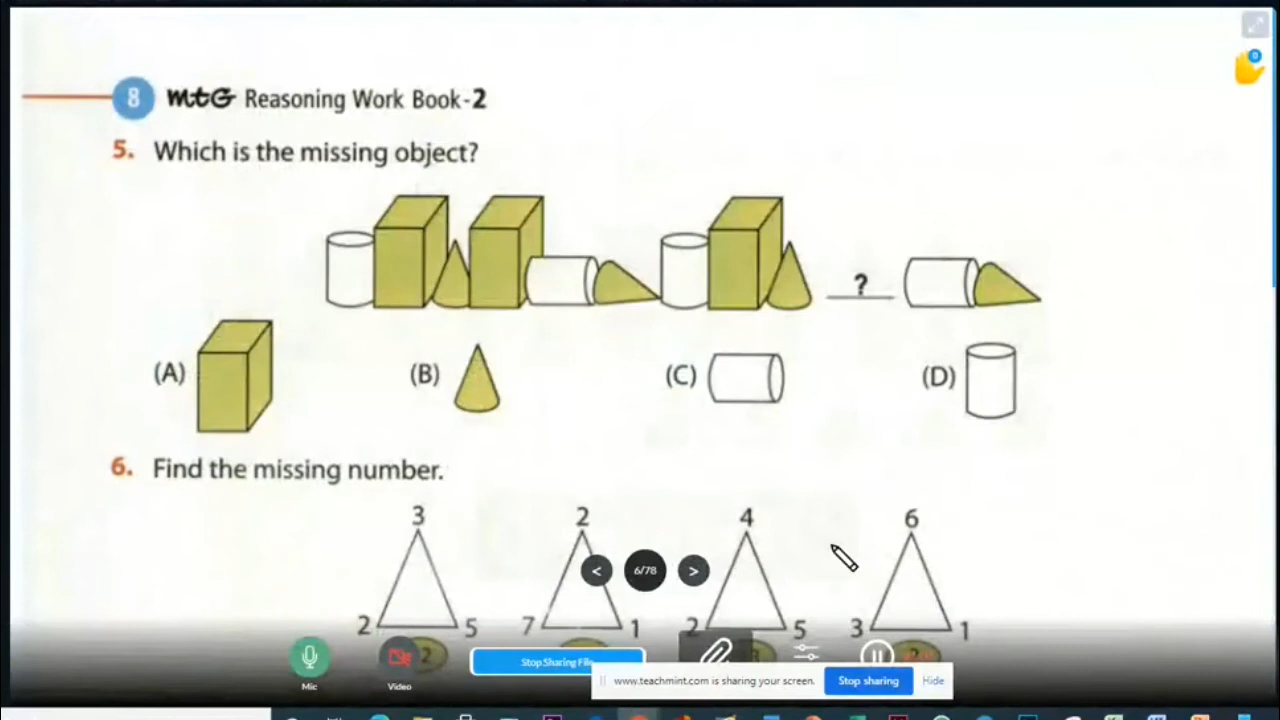 8 mtG Reasoning Work Book-2
5. Which is the missing object?
?
(A) (B) (C) (D)
6. Find the missing number.
3 2 4 6
< 6/78 >
2 5 7 1 2 5 3 1
2
Stop Sharing File
www.teachmint.com is sharing your screen. Stop sharing Hide
Mic Video